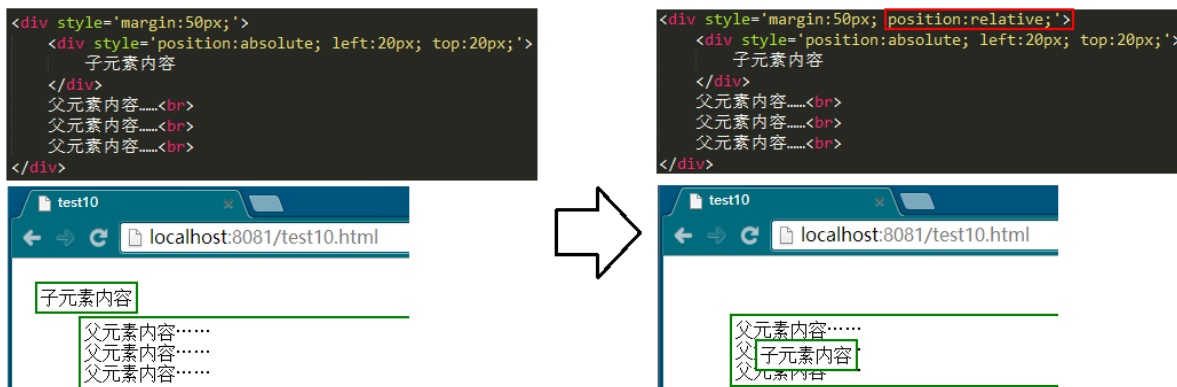 <div style='margin:50px;'>
<div style='position:absolute; left:20px; top:20px;'>
子元素内容
</div>
父元素内容……<br>
父元素内容……<br>
父元素内容……<br>
</div>
test10
localhost:8081/test10.html
子元素内容
父元素内容……
父元素内容……
父元素内容……
<div style='margin:50px; position:relative;'>
<div style='position:absolute; left:20px; top:20px;'>
子元素内容
</div>
父元素内容……<br>
父元素内容……<br>
父元素内容……<br>
</div>
test10
localhost:8081/test10.html
父元素内容……
父
子元素内容
父元素内容